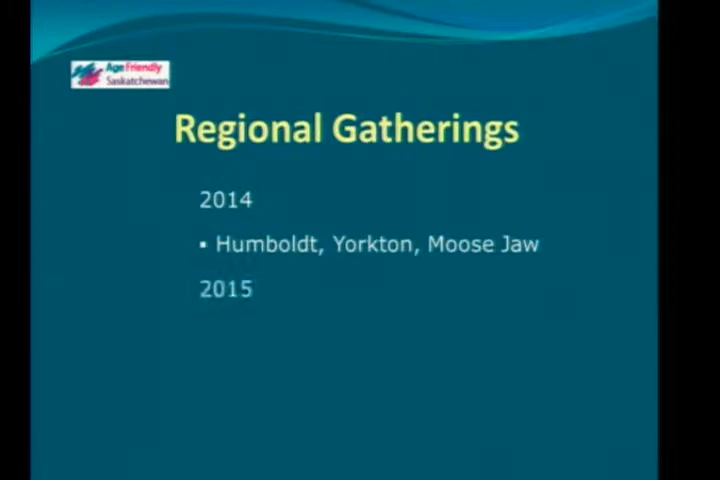 Age Friendly
Saskatchewan
Regional Gatherings
2014
▪ Humboldt, Yorkton, Moose Jaw
2015